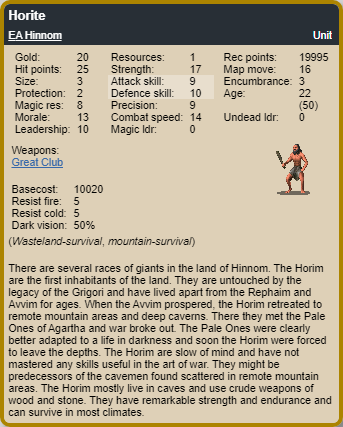 Horite
EA Hinnom Unit
Gold: 20 Resources: 1 Rec points: 19995
Hit points: 25 Strength: 17 Map move: 16
Size: 3 Attack skill: 9 Encumbrance: 3
Protection: 2 Defence skill: 10 Age: 22
Magic res: 8 Precision: 9 (50)
Morale: 13 Combat speed: 14 Undead ldr: 0
Leadership: 10 Magic ldr: 0
Weapons:
Great Club
Basecost: 10020
Resist fire: 5
Resist cold: 5
Dark vision: 50%
(Wasteland-survival, mountain-survival)
There are several races of giants in the land of Hinnom. The Horim
are the first inhabitants of the land. They are untouched by the
legacy of the Grigori and have lived apart from the Rephaim and
Avvim for ages. When the Avvim prospered, the Horim retreated to
remote mountain areas and deep caverns. There they met the Pale
Ones of Agartha and war broke out. The Pale Ones were clearly
better adapted to a life in darkness and soon the Horim were forced
to leave the depths. The Horim are slow of mind and have not
mastered any skills useful in the art of war. They might be
predecessors of the cavemen found scattered in remote mountain
areas. The Horim mostly live in caves and use crude weapons of
wood and stone. They have remarkable strength and endurance and
can survive in most climates.